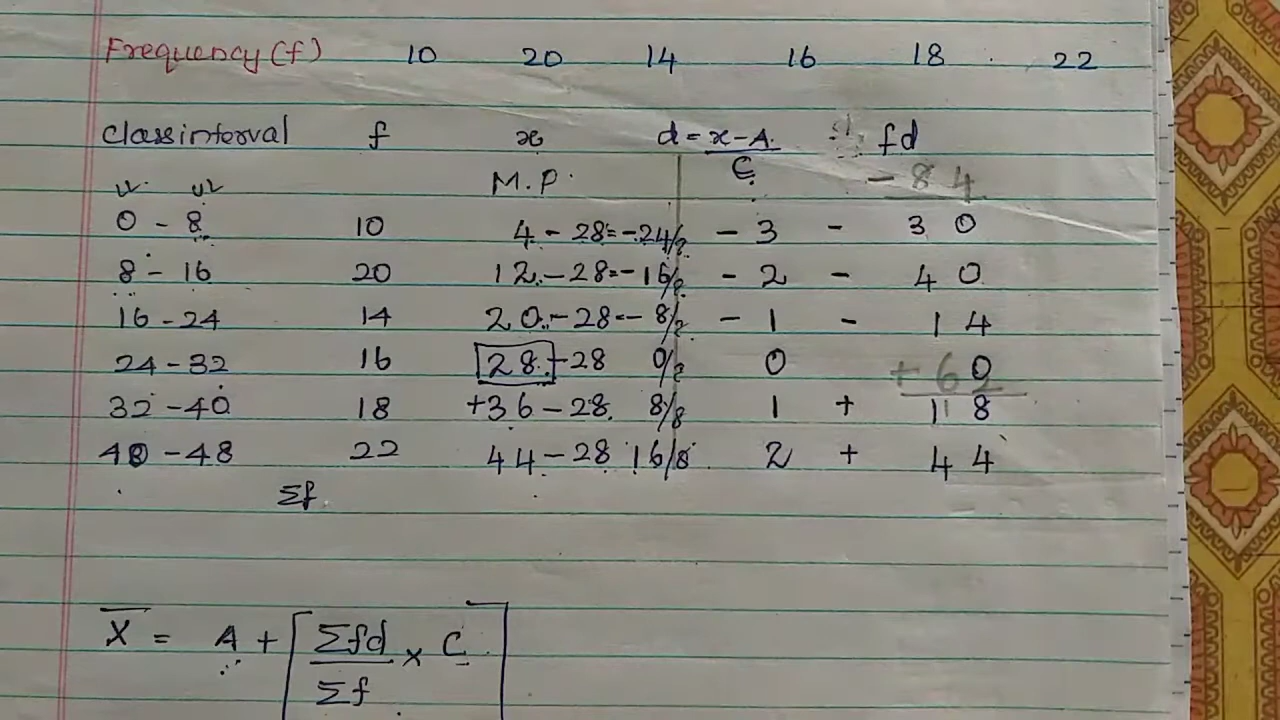 Frequency (f) 10 20 14 16 18 22
Class interval f x d = x - A / C fd
M.P. - 84
0 - 8 10 4 - 28 = - 24/8 - 3 - 30
8 - 16 20 12 - 28 = - 16/8 - 2 - 40
16 - 24 14 20 - 28 = - 8/8 - 1 - 14
24 - 32 16 28 - 28 0/8 0 0
+ 62
32 - 40 18 + 36 - 28 8/8 1 + 18
40 - 48 22 44 - 28 16/8 2 + 44
Σf
X̅ = A + [ Σfd / Σf × C ]